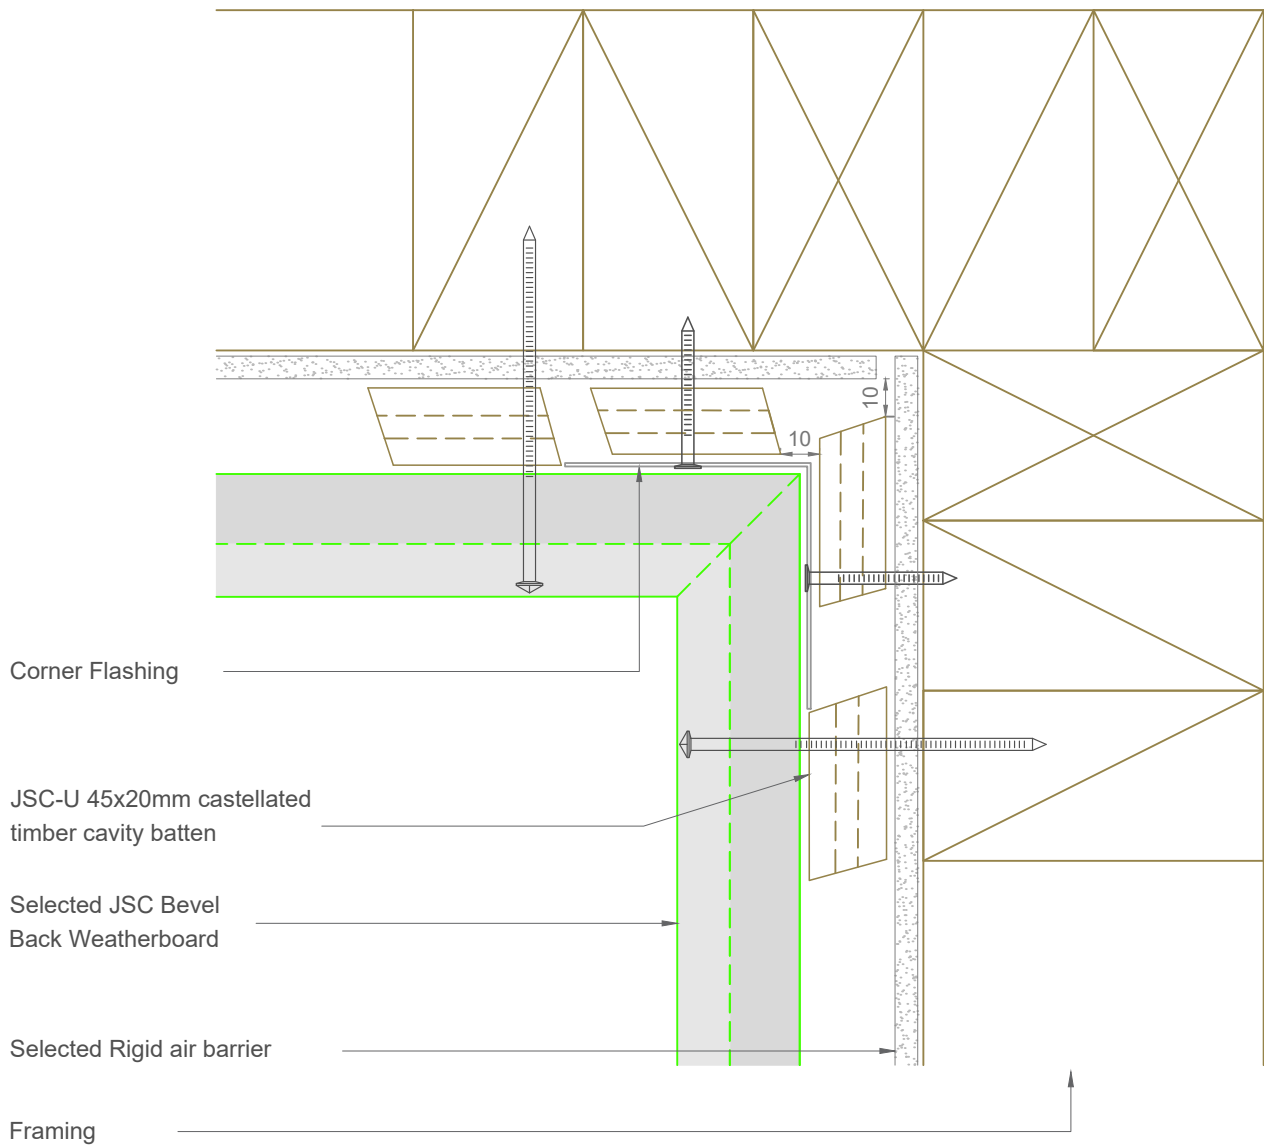 10
10
Corner Flashing
JSC-U 45x20mm castellated
timber cavity batten
Selected JSC Bevel
Back Weatherboard
Selected Rigid air barrier
Framing